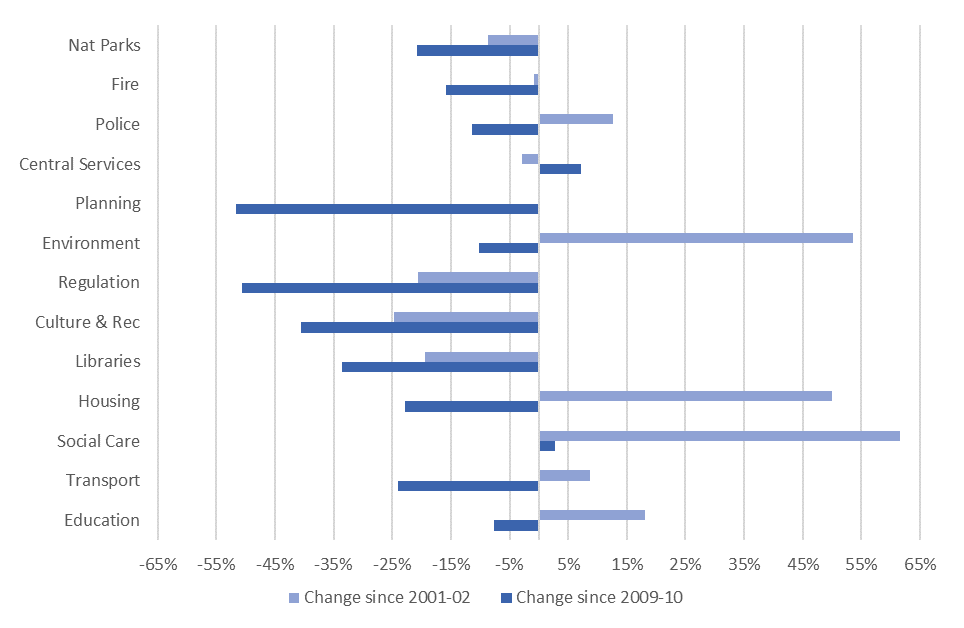 Nat Parks
Fire
Police
Central Services
Planning
Environment
Regulation
Culture & Rec
Libraries
Housing
Social Care
Transport
Education
-65% -55% -45% -35% -25% -15% -5% 5% 15% 25% 35% 45% 55% 65%
Change since 2001-02 Change since 2009-10